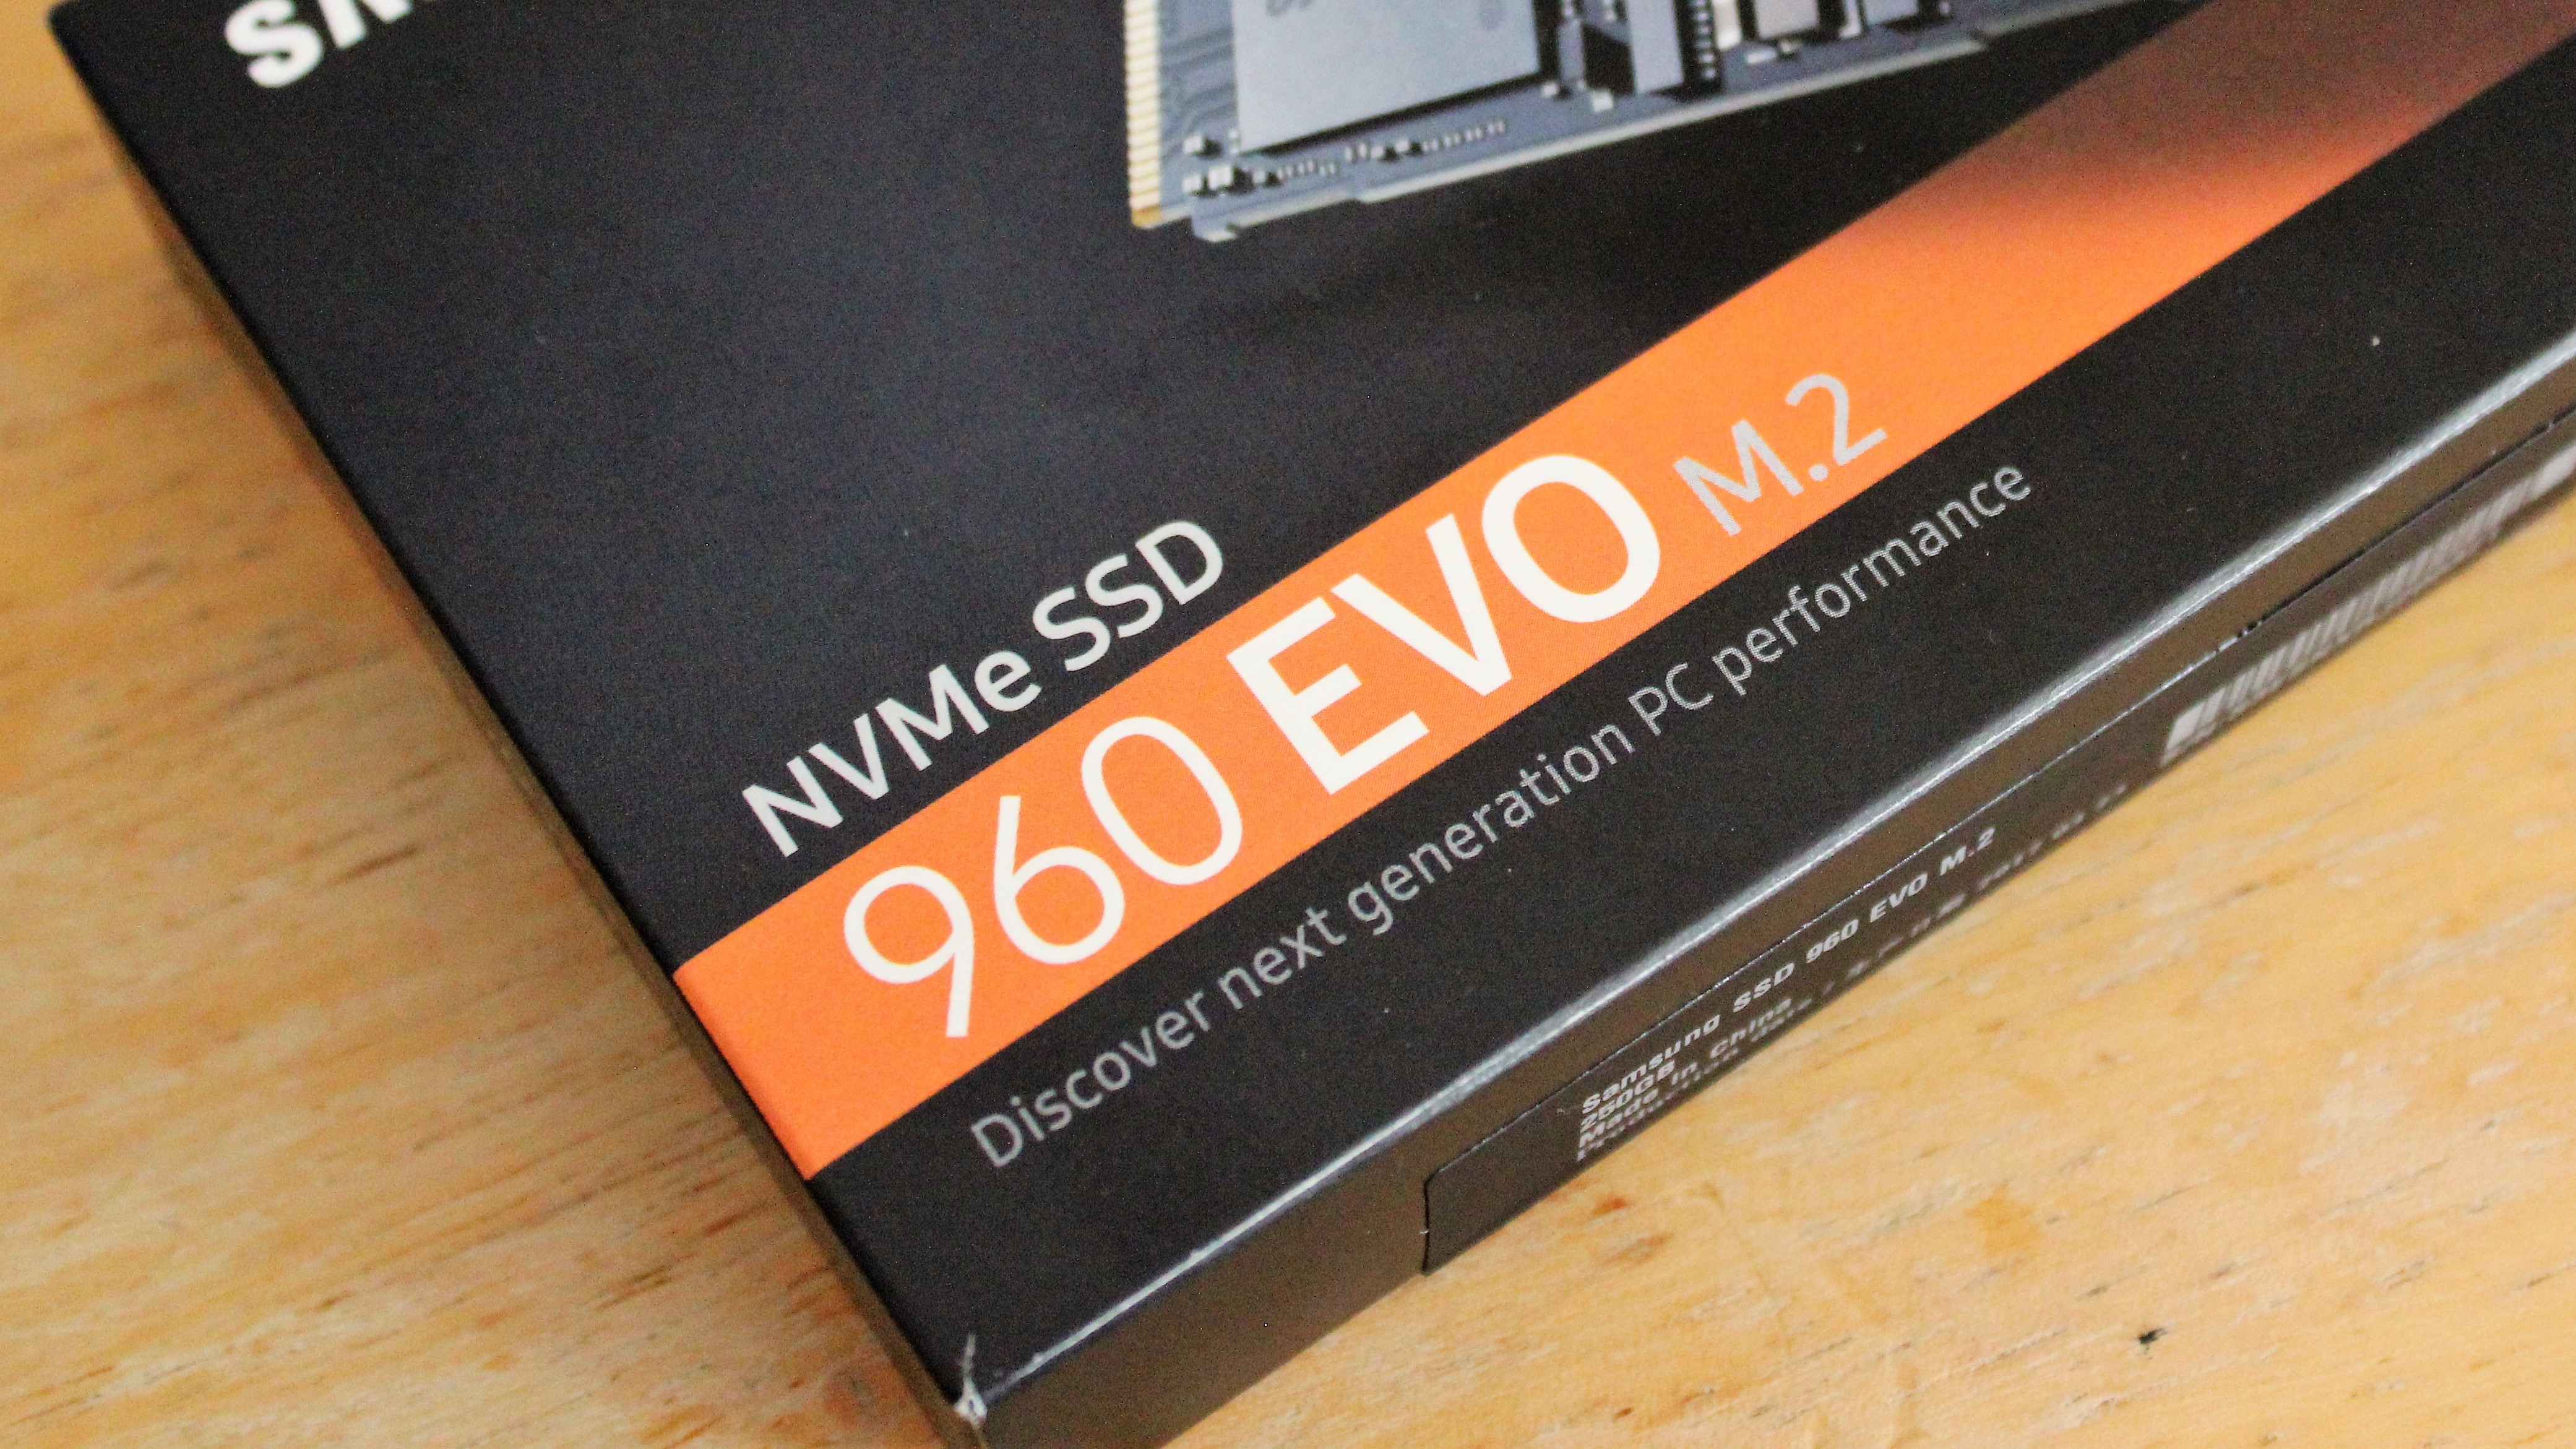 NVMe SSD
960 EVO M.2
Discover next generation PC performance
Samsung SSD 960 EVO M.2
250GB
Made in China